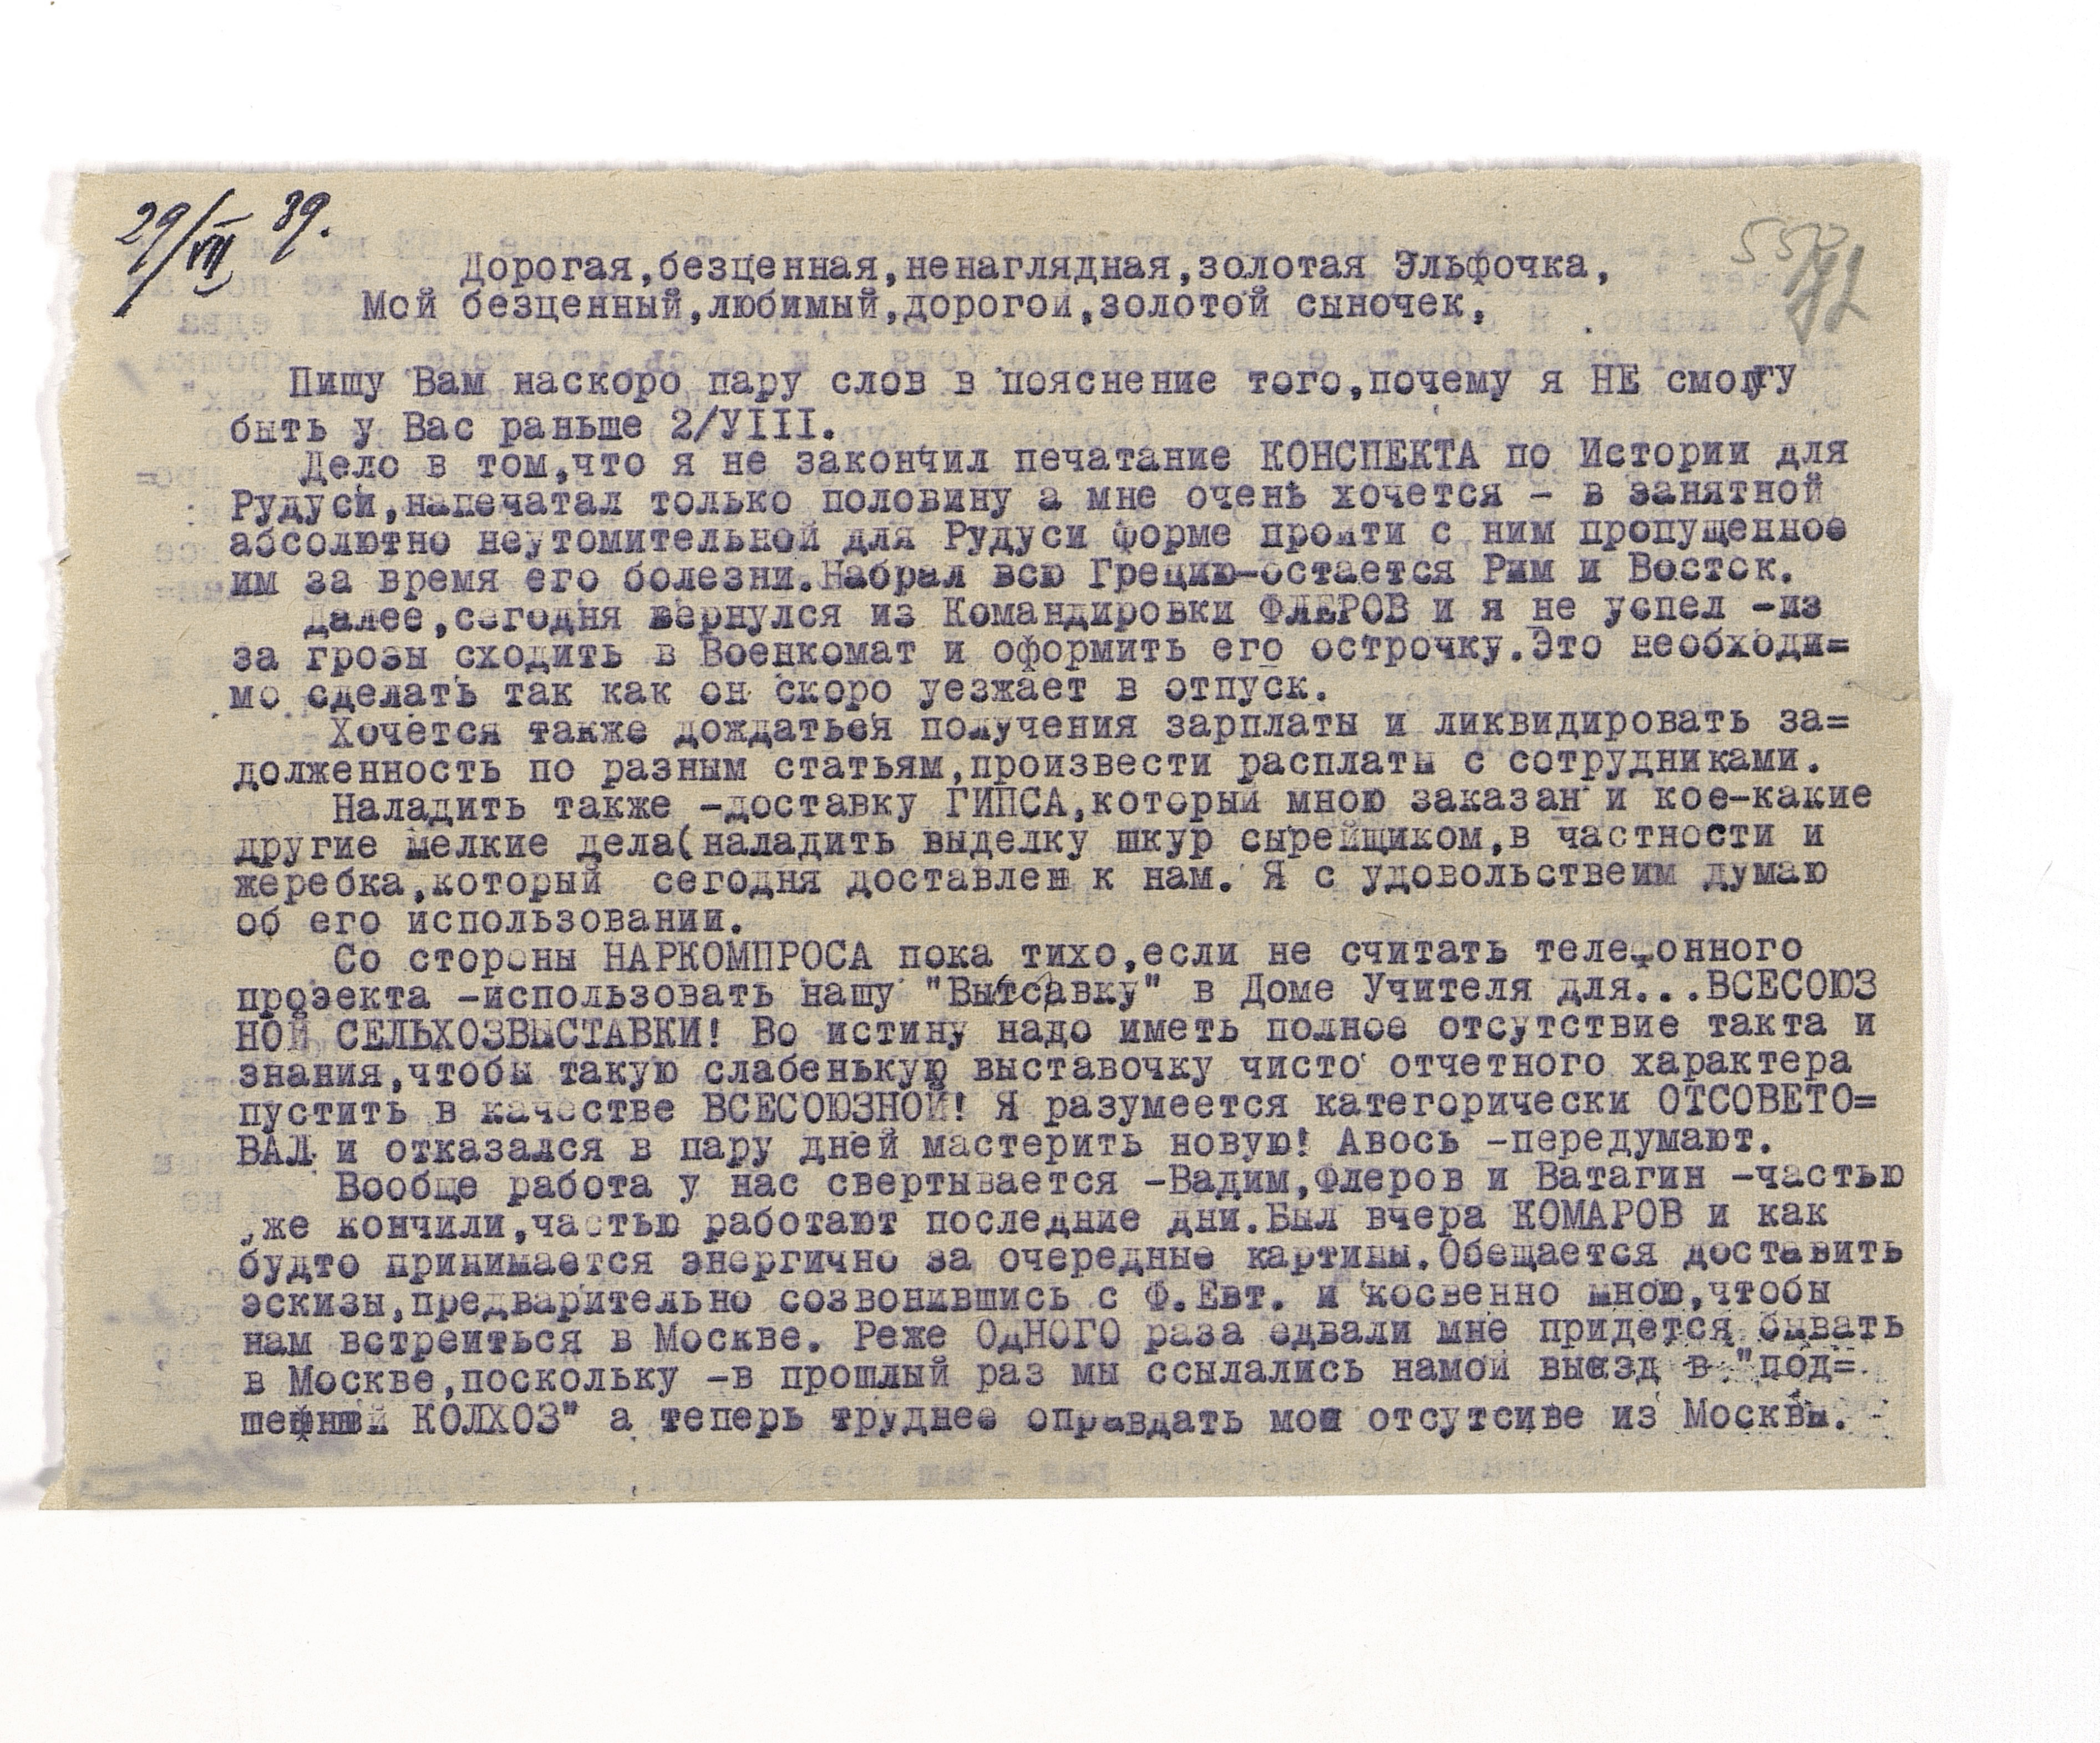 29/VII 39.
Дорогая,безценная,ненаглядная,золотая Эльфочка,
Мой безценный,любимый,дорогой,золотой сыночек,
Пишу Вам наскоро пару слов в пояснение того,почему я НЕ смогу
быть у Вас раньше 2/УІІІ.
Дело в том,что я не закончил печатание КОНСПЕКТА по Истории для
Рудуси,напечатал только половину а мне очень хочется - в занятной
абсолютно неутомительной для Рудуси форме пройти с ним пропущенное
им за время его болезни.Набрал всю Грецию-остается Рим и Восток.
Далее,сегодня вернулся из Командировки ФЛЕРОВ и я не успел -из
за грозы сходить в Военкомат и оформить его острочку.Это необходи=
мо сделать так как он скоро уезжает в отпуск.
Хочется также дождаться получения зарплаты и ликвидировать за=
долженность по разным статьям,произвести расплаты с сотрудниками.
Наладить также -доставку ГИПСА,который мною заказан и кое-какие
другие мелкие дела(наладить выделку шкур сырейщиком,в частности и
жеребка,который сегодня доставлен к нам. Я с удовольствеим думаю
об его использовании.
Со стороны НАРКОМПРОСА пока тихо,если не считать телефонного
прозекта -использовать нашу "Вытсавку" в Доме Учителя для...ВСЕСОЮЗ
НОЙ СЕЛЬХОЗВЫСТАВКИ! Во истину надо иметь полное отсутствие такта и
знания,чтобы такую слабенькую выставочку чисто отчетного характера
пустить в качестве ВСЕСОЮЗНОЙ! Я разумеется категорически ОТСОВЕТО=
ВАЛ и отказался в пару дней мастерить новую! Авось -передумают.
Вообще работа у нас свертывается -Вадим,Флеров и Ватагин -частью
уже кончили,частью работают последние дни.Был вчера КОМАРОВ и как
будто принимается энергично за очередные картины.Обещается доставить
эскизы,предварительно созвонившись с Ф.Евт. и косвенно мною,чтобы
нам встреиться в Москве. Реже ОдНОГО раза едвали мне придется бывать
в Москве,поскольку -в прошлый раз мы ссылались намой выезд в "под=
шефный КОЛХОЗ" а теперь труднее оправдать мои отсутсиве из Москвы.